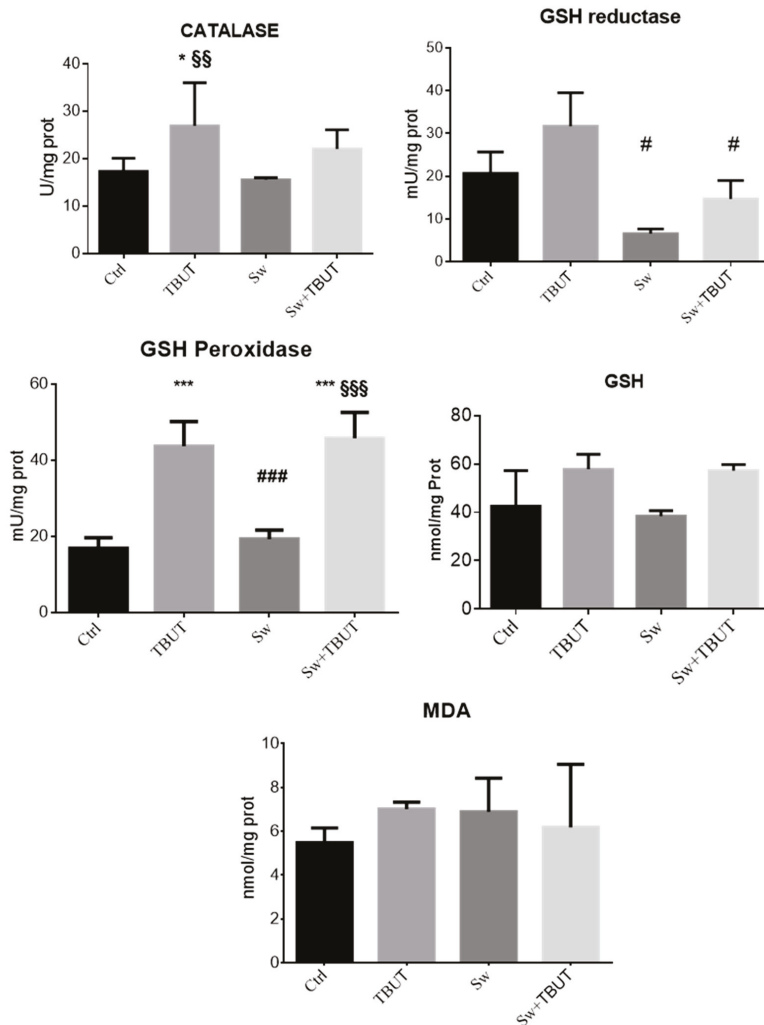 CATALASE
* §§
U/mg prot
40
30
20
10
0
Ctrl
TBUT
Sw
Sw+TBUT
GSH reductase
# #
mU/mg prot
50
40
30
20
10
0
Ctrl
TBUT
Sw
Sw+TBUT
GSH Peroxidase
*** *** §§§
###
mU/mg prot
60
40
20
0
Ctrl
TBUT
Sw
Sw+TBUT
GSH
nmol/mg Prot
80
60
40
20
0
Ctrl
TBUT
Sw
Sw+TBUT
MDA
nmol/mg prot
10
8
6
4
2
0
Ctrl
TBUT
Sw
Sw+TBUT